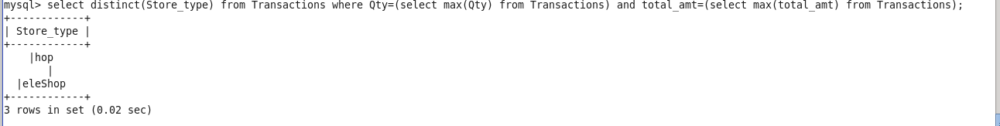 mysql> select distinct(Store_type) from Transactions where Qty=(select max(Qty) from Transactions) and total_amt=(select max(total_amt) from Transactions);
+------------+
| Store_type |
+------------+
    |hop
       |
  |eleShop
+------------+
3 rows in set (0.02 sec)